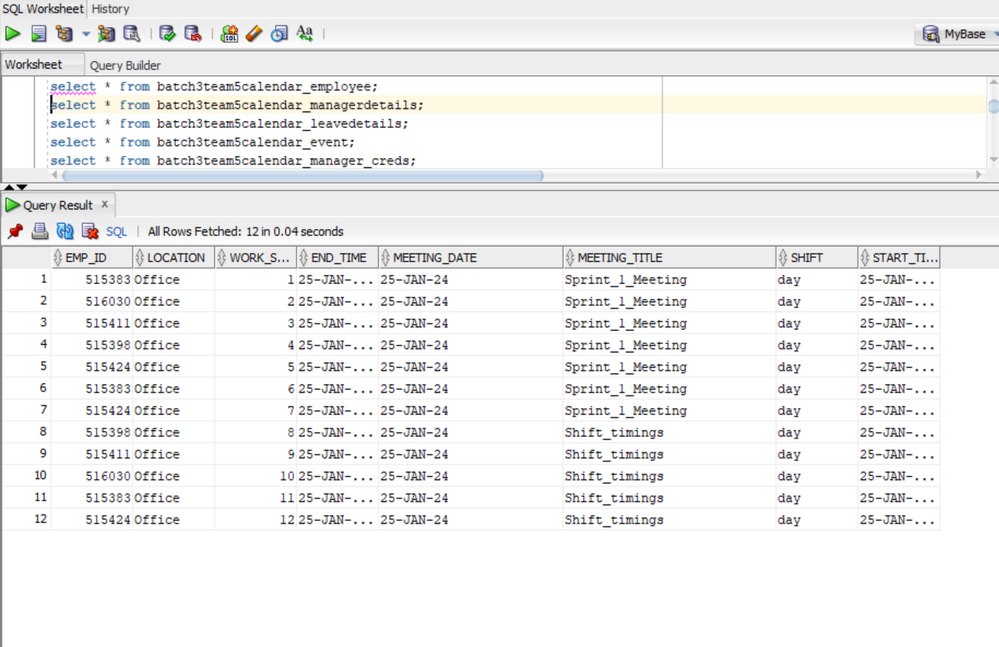 SQL Worksheet History
MyBase
Worksheet Query Builder
select * from batch3team5calendar_employee;
select * from batch3team5calendar_managerdetails;
select * from batch3team5calendar_leavedetails;
select * from batch3team5calendar_event;
select * from batch3team5calendar_manager_creds;
Query Result x
SQL | All Rows Fetched: 12 in 0.04 seconds
EMP_ID LOCATION WORK_S... END_TIME MEETING_DATE MEETING_TITLE SHIFT START_TI...
1 515383 Office 1 25-JAN-... 25-JAN-24 Sprint_1_Meeting day 25-JAN-...
2 516030 Office 2 25-JAN-... 25-JAN-24 Sprint_1_Meeting day 25-JAN-...
3 515411 Office 3 25-JAN-... 25-JAN-24 Sprint_1_Meeting day 25-JAN-...
4 515398 Office 4 25-JAN-... 25-JAN-24 Sprint_1_Meeting day 25-JAN-...
5 515424 Office 5 25-JAN-... 25-JAN-24 Sprint_1_Meeting day 25-JAN-...
6 515383 Office 6 25-JAN-... 25-JAN-24 Sprint_1_Meeting day 25-JAN-...
7 515424 Office 7 25-JAN-... 25-JAN-24 Sprint_1_Meeting day 25-JAN-...
8 515398 Office 8 25-JAN-... 25-JAN-24 Shift_timings day 25-JAN-...
9 515411 Office 9 25-JAN-... 25-JAN-24 Shift_timings day 25-JAN-...
10 516030 Office 10 25-JAN-... 25-JAN-24 Shift_timings day 25-JAN-...
11 515383 Office 11 25-JAN-... 25-JAN-24 Shift_timings day 25-JAN-...
12 515424 Office 12 25-JAN-... 25-JAN-24 Shift_timings day 25-JAN-...